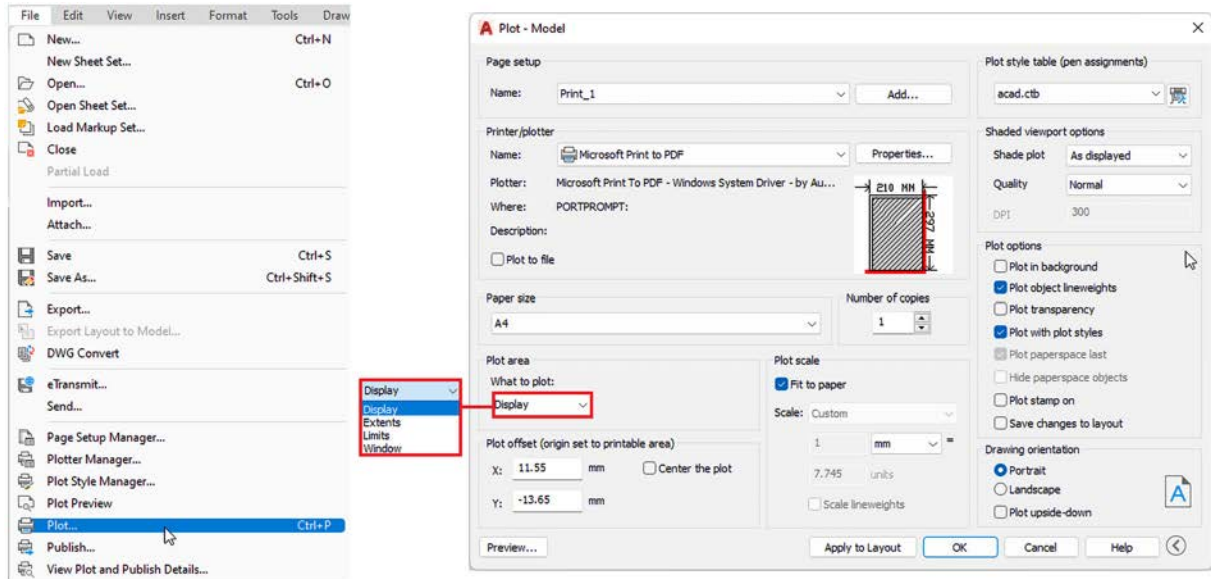 File Edit View Insert Format Tools Draw
New... Ctrl+N
New Sheet Set...
Open... Ctrl+O
Open Sheet Set...
Load Markup Set...
Close
Partial Load
Import...
Attach...
Save Ctrl+S
Save As... Ctrl+Shift+S
Export...
Export Layout to Model...
DWG Convert
eTransmit...
Send...
Page Setup Manager...
Plotter Manager...
Plot Style Manager...
Plot Preview
Plot... Ctrl+P
Publish...
View Plot and Publish Details...
Display
Display
Extents
Limits
Window
A Plot - Model
Page setup
Name: Print_1 Add...
Printer/plotter
Name: Microsoft Print to PDF Properties...
Plotter: Microsoft Print To PDF - Windows System Driver - by Au...
Where: PORTPROMPT:
Description:
Plot to file
210 MM
297 MM
Paper size
A4
Number of copies
1
Plot area
What to plot:
Display
Plot scale
Fit to paper
Scale: Custom
1 mm =
7.745 units
Scale lineweights
Plot offset (origin set to printable area)
X: 11.55 mm Center the plot
Y: -13.65 mm
Plot style table (pen assignments)
acad.ctb
Shaded viewport options
Shade plot As displayed
Quality Normal
DPI 300
Plot options
Plot in background
Plot object lineweights
Plot transparency
Plot with plot styles
Plot paperspace last
Hide paperspace objects
Plot stamp on
Save changes to layout
Drawing orientation
Portrait
Landscape
Plot upside-down
A
Preview... Apply to Layout OK Cancel Help